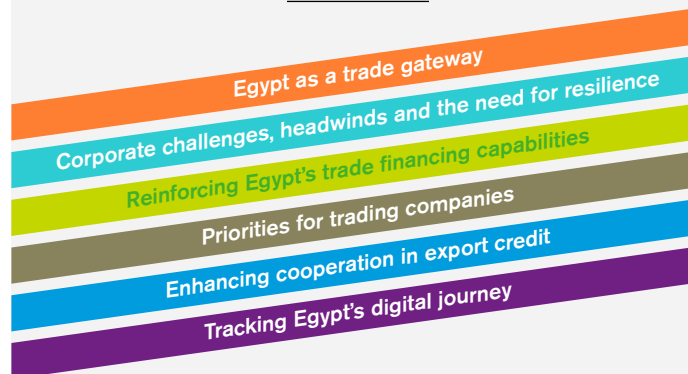 Egypt as a trade gateway
Corporate challenges, headwinds and the need for resilience
Reinforcing Egypt's trade financing capabilities
Priorities for trading companies
Enhancing cooperation in export credit
Tracking Egypt's digital journey